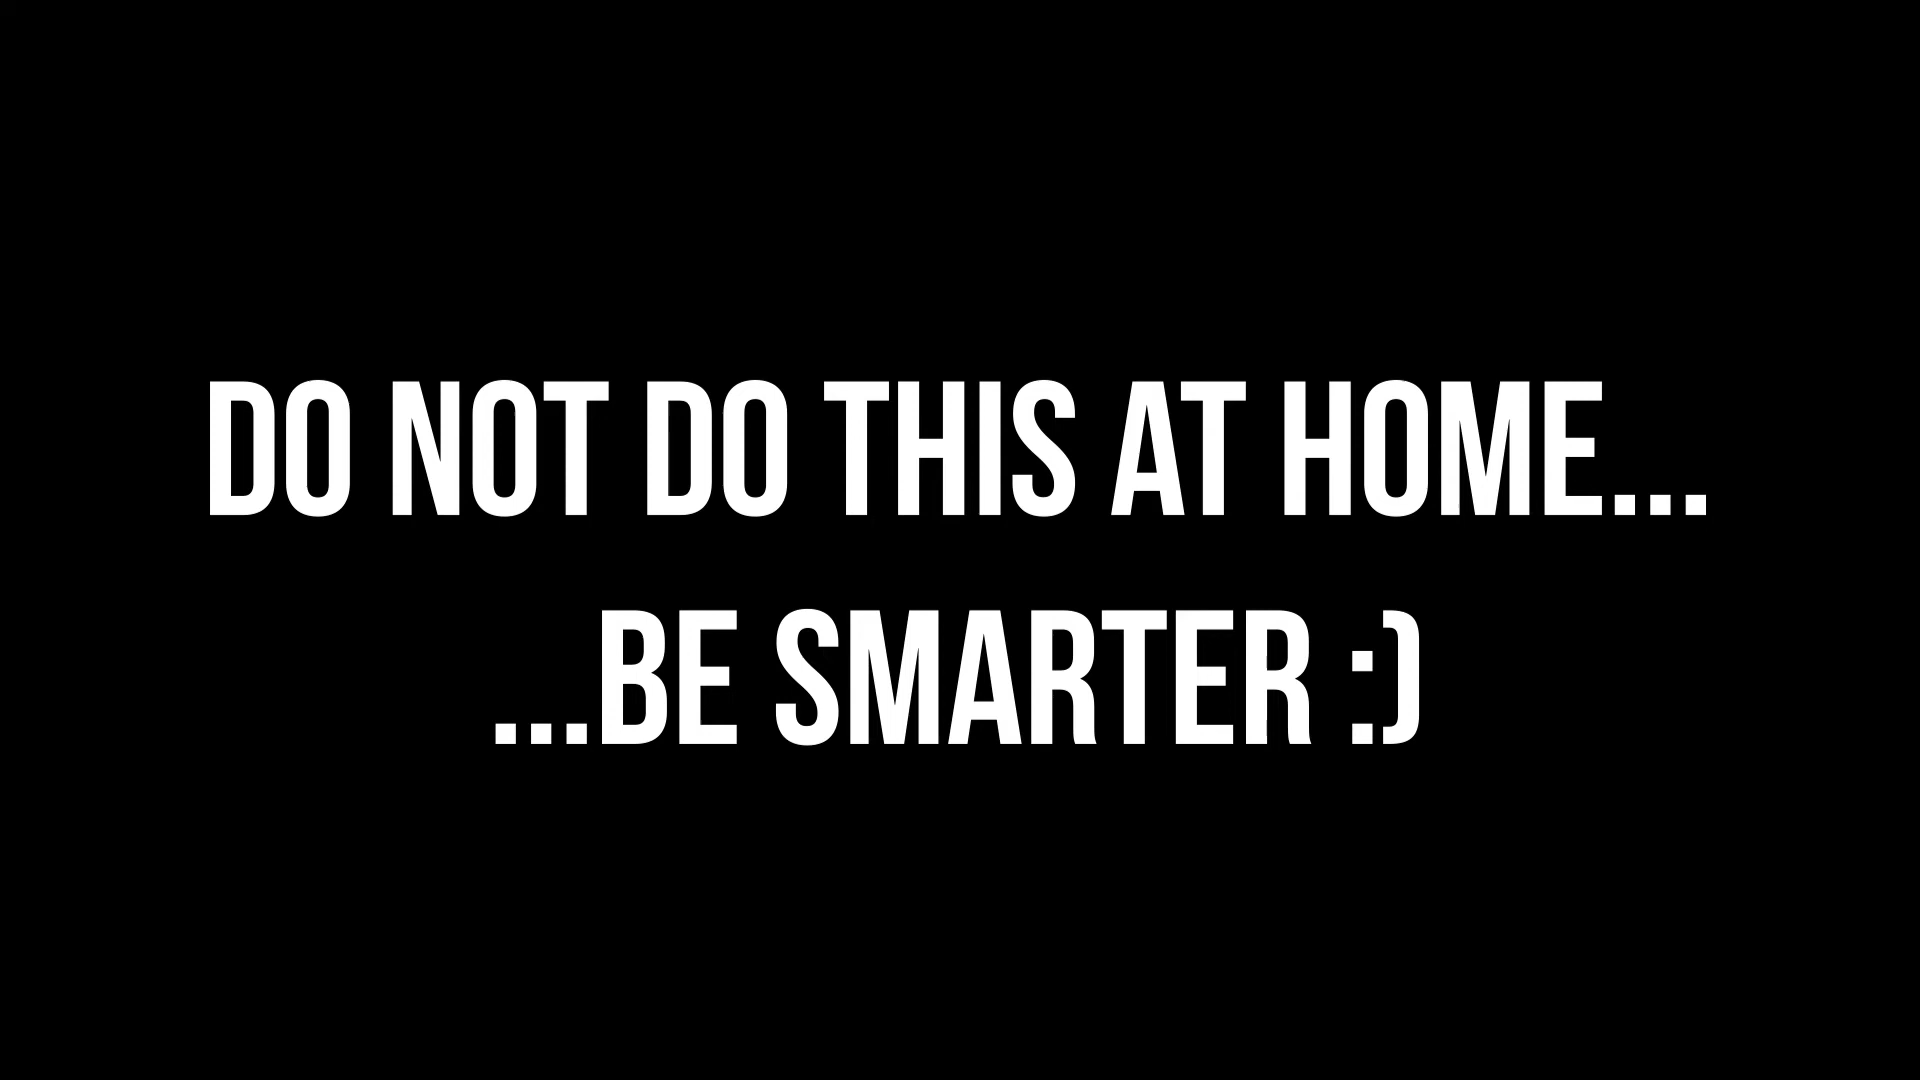 DO NOT DO THIS AT HOME...
...BE SMARTER :)